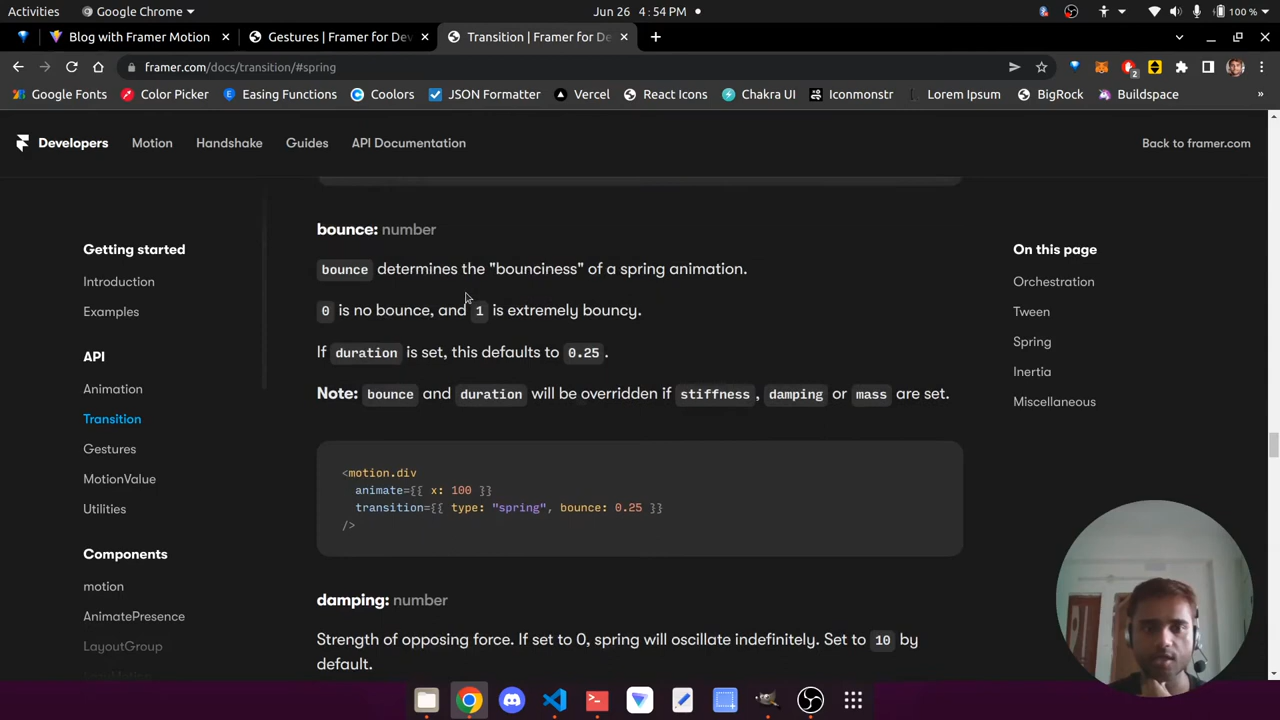 Activities
Google Chrome
Jun 26 4:54 PM
100 %
Blog with Framer Motion
Gestures | Framer for Dev
Transition | Framer for De
framer.com/docs/transition/#spring
2
Google Fonts
Color Picker
Easing Functions
Coolors
JSON Formatter
Vercel
React Icons
Chakra UI
Iconmonstr
Lorem Ipsum
BigRock
Buildspace
»
Developers
Motion
Handshake
Guides
API Documentation
Back to framer.com
Getting started
Introduction
Examples
API
Animation
Transition
Gestures
MotionValue
Utilities
Components
motion
AnimatePresence
LayoutGroup
bounce: number
bounce determines the "bounciness" of a spring animation.
0 is no bounce, and 1 is extremely bouncy.
If duration is set, this defaults to 0.25.
Note: bounce and duration will be overridden if stiffness, damping or mass are set.
<motion.div
animate={{ x: 100 }}
transition={{ type: "spring", bounce: 0.25 }}
/>
damping: number
Strength of opposing force. If set to 0, spring will oscillate indefinitely. Set to 10 by
default.
On this page
Orchestration
Tween
Spring
Inertia
Miscellaneous